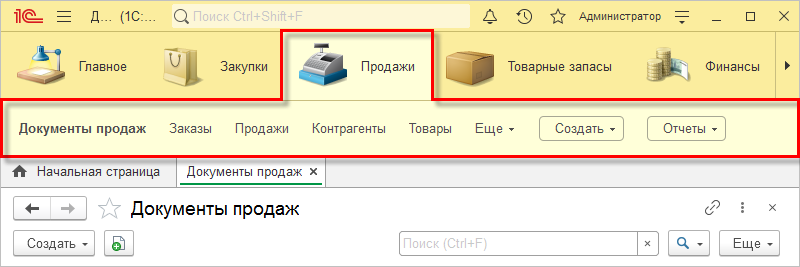 1С Д... (1С:... Поиск Ctrl+Shift+F Администратор
Главное Закупки Продажи Товарные запасы Финансы
Документы продаж Заказы Продажи Контрагенты Товары Еще Создать Отчеты
Начальная страница Документы продаж
Документы продаж
Создать Поиск (Ctrl+F) Еще